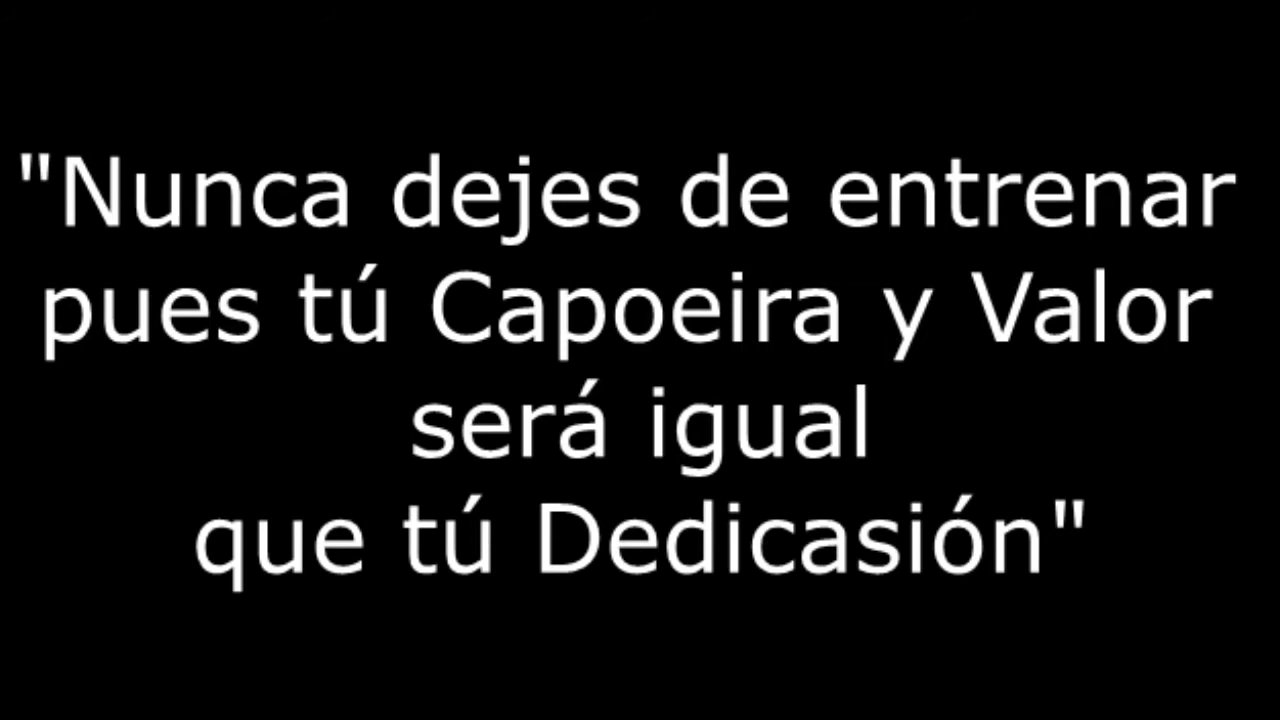 "Nunca dejes de entrenar
pues tú Capoeira y Valor
será igual
que tú Dedicasión"